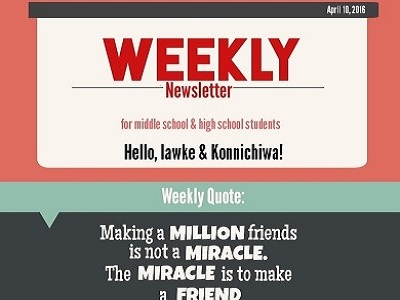 April 10, 2016
WEEKLY
Newsletter
for middle school & high school students
Hello, Iawke & Konnichiwa!
Weekly Quote:
Making a MILLION friends
is not a MIRACLE.
The MIRACLE is to make
a FRIEND